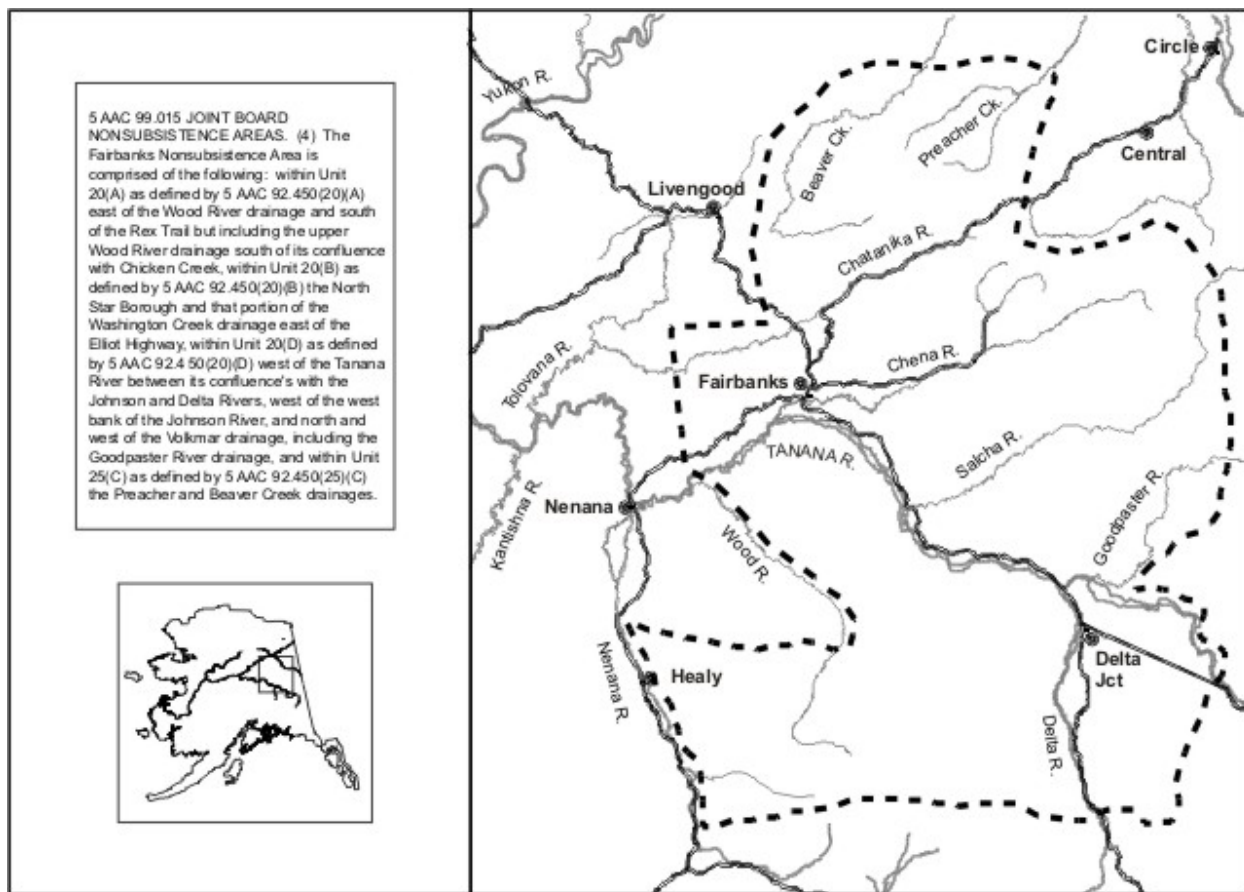 5 AAC 99.015 JOINT BOARD
NONSUBSISTENCE AREAS. (4) The
Fairbanks Nonsubsistence Area is
comprised of the following: within Unit
20(A) as defined by 5 AAC 92.450(20)(A)
east of the Wood River drainage and south
of the Rex Trail but including the upper
Wood River drainage south of its confluence
with Chicken Creek, within Unit 20(B) as
defined by 5 AAC 92.450(20)(B) the North
Star Borough and that portion of the
Washington Creek drainage east of the
Elliot Highway, within Unit 20(D) as defined
by 5 AAC 92.450(20)(D) west of the Tanana
River between its confluence's with the
Johnson and Delta Rivers, west of the west
bank of the Johnson River, and north and
west of the Volkmar drainage, including the
Goodpaster River drainage, and within Unit
25(C) as defined by 5 AAC 92.450(25)(C)
the Preacher and Beaver Creek drainages.
Circle
Yukon R.
Preacher Ck.
Beaver Ck.
Central
Livengood
Chatanika R.
Tolovana R.
Chena R.
Fairbanks
TANANA R.
Salcha R.
Goodpaster R.
Kantishna R.
Nenana
Wood R.
Nenana R.
Healy
Delta
Jct
Delta R.